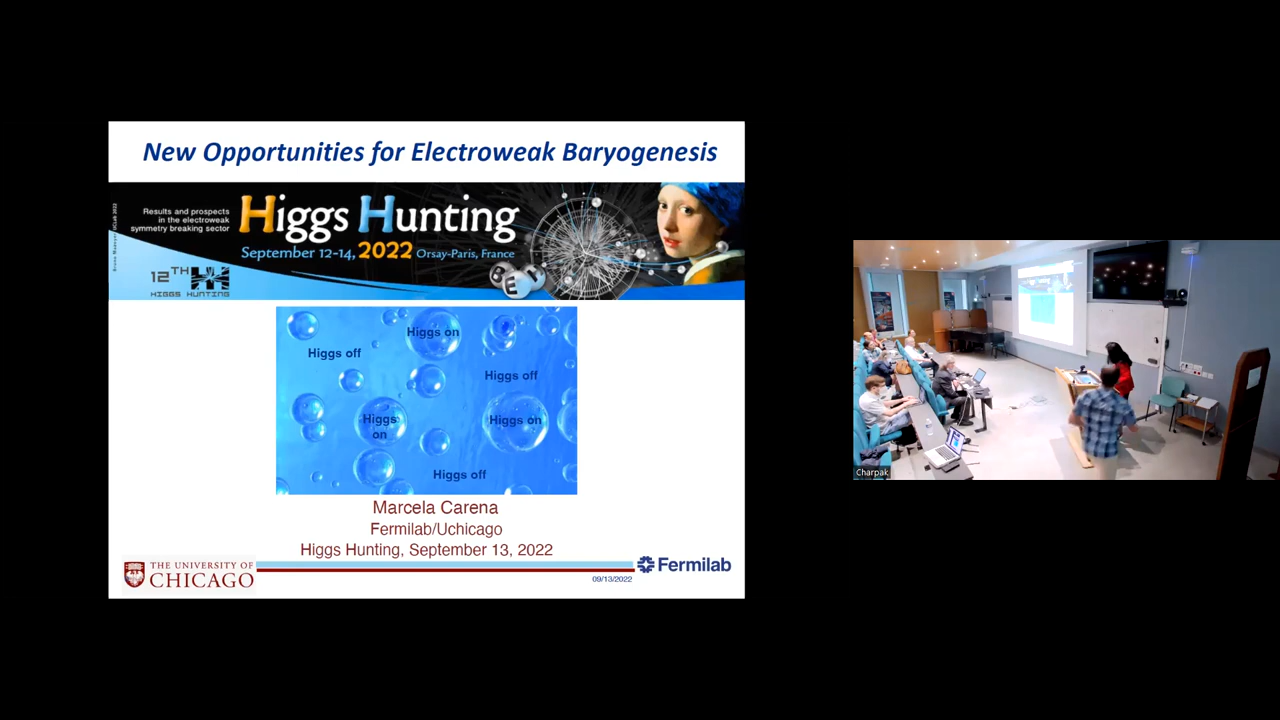 New Opportunities for Electroweak Baryogenesis
Results and prospects
in the electroweak
symmetry breaking sector
Higgs Hunting
September 12-14, 2022 Orsay-Paris, France
12TH
HIGGS HUNTING
Higgs on
Higgs off
Higgs off
Higgs
on
Higgs on
Higgs off
Marcela Carena
Fermilab/Uchicago
Higgs Hunting, September 13, 2022
THE UNIVERSITY OF
CHICAGO
Fermilab
09/13/2022
Charpak